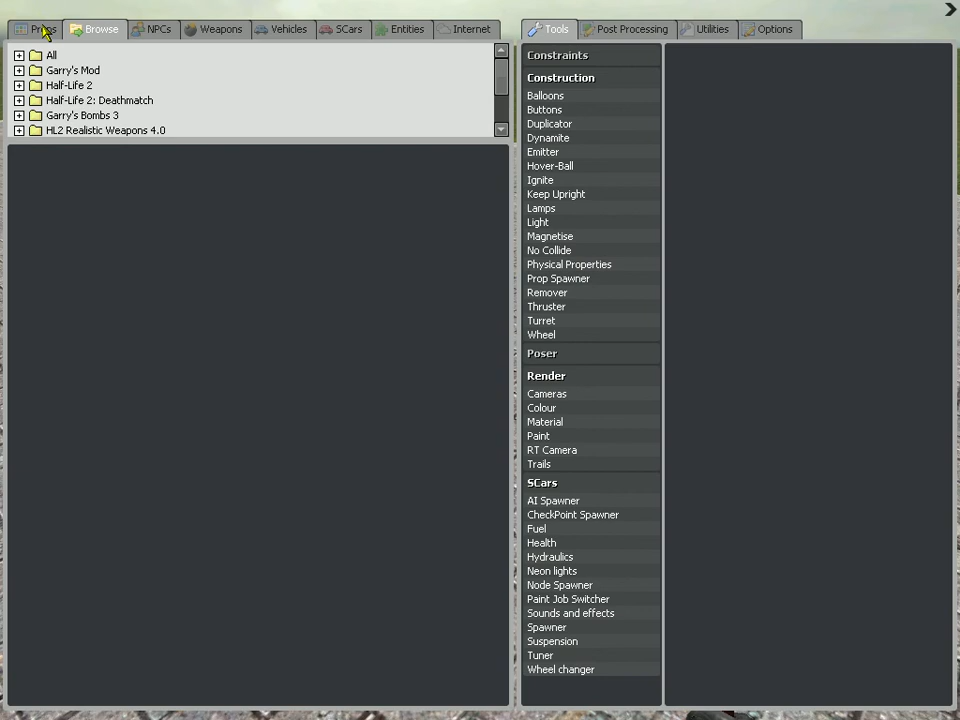 Props Browse NPCs Weapons Vehicles SCars Entities Internet
All
Garry's Mod
Half-Life 2
Half-Life 2: Deathmatch
Garry's Bombs 3
HL2 Realistic Weapons 4.0
Tools Post Processing Utilities Options
Constraints
Construction
Balloons
Buttons
Duplicator
Dynamite
Emitter
Hover-Ball
Ignite
Keep Upright
Lamps
Light
Magnetise
No Collide
Physical Properties
Prop Spawner
Remover
Thruster
Turret
Wheel
Poser
Render
Cameras
Colour
Material
Paint
RT Camera
Trails
SCars
AI Spawner
CheckPoint Spawner
Fuel
Health
Hydraulics
Neon lights
Node Spawner
Paint Job Switcher
Sounds and effects
Spawner
Suspension
Tuner
Wheel changer